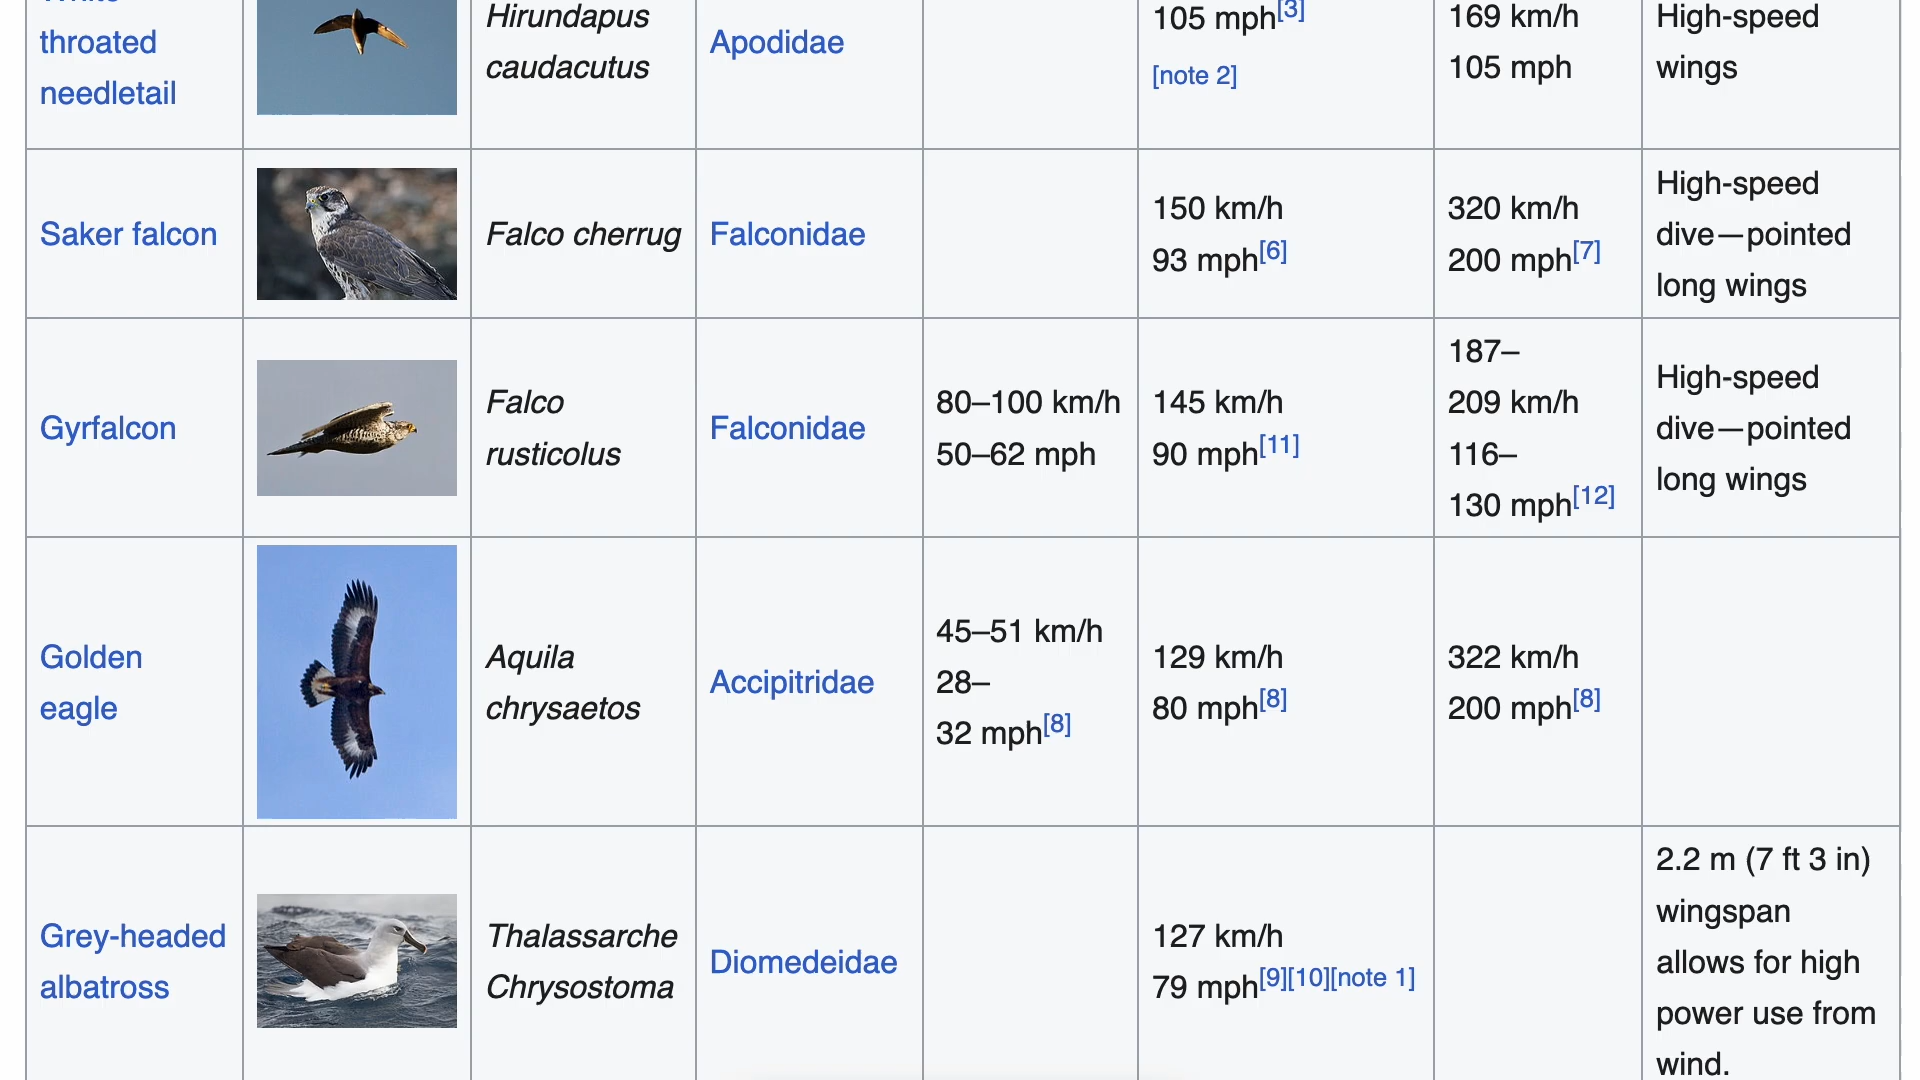 throated
needletail
Hirundapus
caudacutus
Apodidae
105 mph[3]
[note 2]
169 km/h
105 mph
High-speed
wings
Saker falcon
Falco cherrug
Falconidae
150 km/h
93 mph[6]
320 km/h
200 mph[7]
High-speed
dive—pointed
long wings
Gyrfalcon
Falco
rusticolus
Falconidae
80–100 km/h
50–62 mph
145 km/h
90 mph[11]
187–
209 km/h
116–
130 mph[12]
High-speed
dive—pointed
long wings
Golden
eagle
Aquila
chrysaetos
Accipitridae
45–51 km/h
28–
32 mph[8]
129 km/h
80 mph[8]
322 km/h
200 mph[8]
Grey-headed
albatross
Thalassarche
Chrysostoma
Diomedeidae
127 km/h
79 mph[9][10][note 1]
2.2 m (7 ft 3 in)
wingspan
allows for high
power use from
wind.